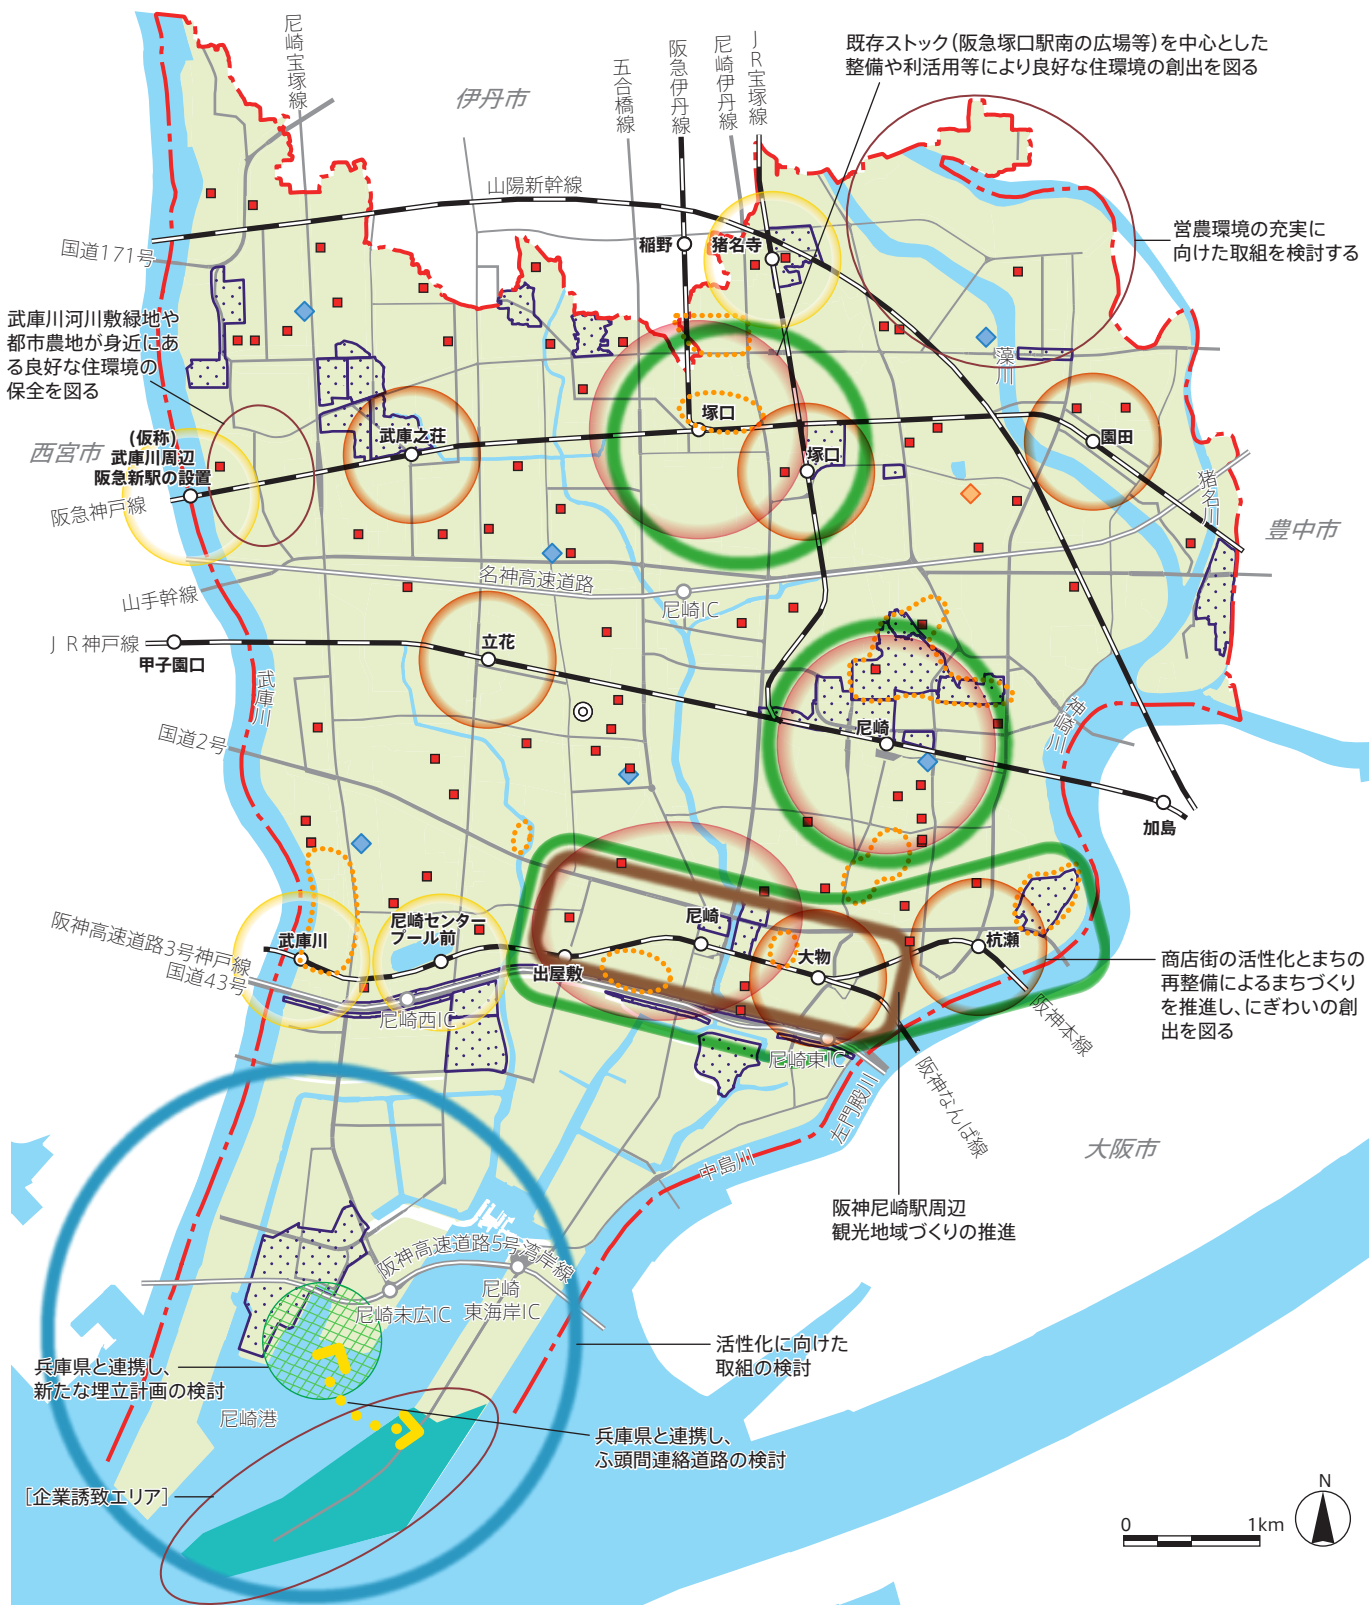 尼崎宝塚線
伊丹市
五合橋線
阪急伊丹線
尼崎伊丹線
JR宝塚線
既存ストック(阪急塚口駅南の広場等)を中心とした
整備や利活用等により良好な住環境の創出を図る
山陽新幹線
国道171号
稲野
猪名寺
営農環境の充実に
向けた取組を検討する
武庫川河川敷緑地や
都市農地が身近にあ
る良好な住環境の
保全を図る
藻川
西宮市
(仮称)
武庫川周辺
阪急新駅の設置
武庫之荘
塚口
塚口
園田
阪急神戸線
猪名川
豊中市
名神高速道路
山手幹線
尼崎IC
JR神戸線
甲子園口
立花
武庫川
国道2号
尼崎
神崎川
加島
阪神高速道路3号神戸線
国道43号
武庫川
尼崎センター
プール前
尼崎
出屋敷
大物
杭瀬
商店街の活性化とまちの
再整備によるまちづくり
を推進し、にぎわいの創
出を図る
尼崎西IC
尼崎東IC
阪神本線
阪神なんば線
左門殿川
中島川
大阪市
阪神尼崎駅周辺
観光地域づくりの推進
阪神高速道路5号湾岸線
尼崎末広IC
尼崎
東海岸IC
活性化に向けた
取組の検討
兵庫県と連携し、
新たな埋立計画の検討
尼崎港
兵庫県と連携し、
ふ頭間連絡道路の検討
[企業誘致エリア]
N
0 1km